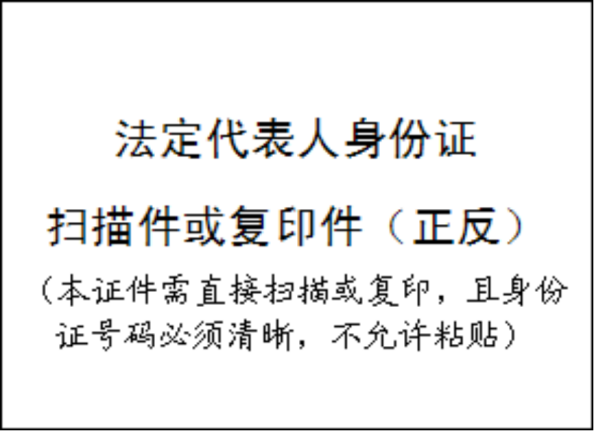 法定代表人身份证
扫描件或复印件（正反）
（本证件需直接扫描或复印，且身份
证号码必须清晰，不允许粘贴）